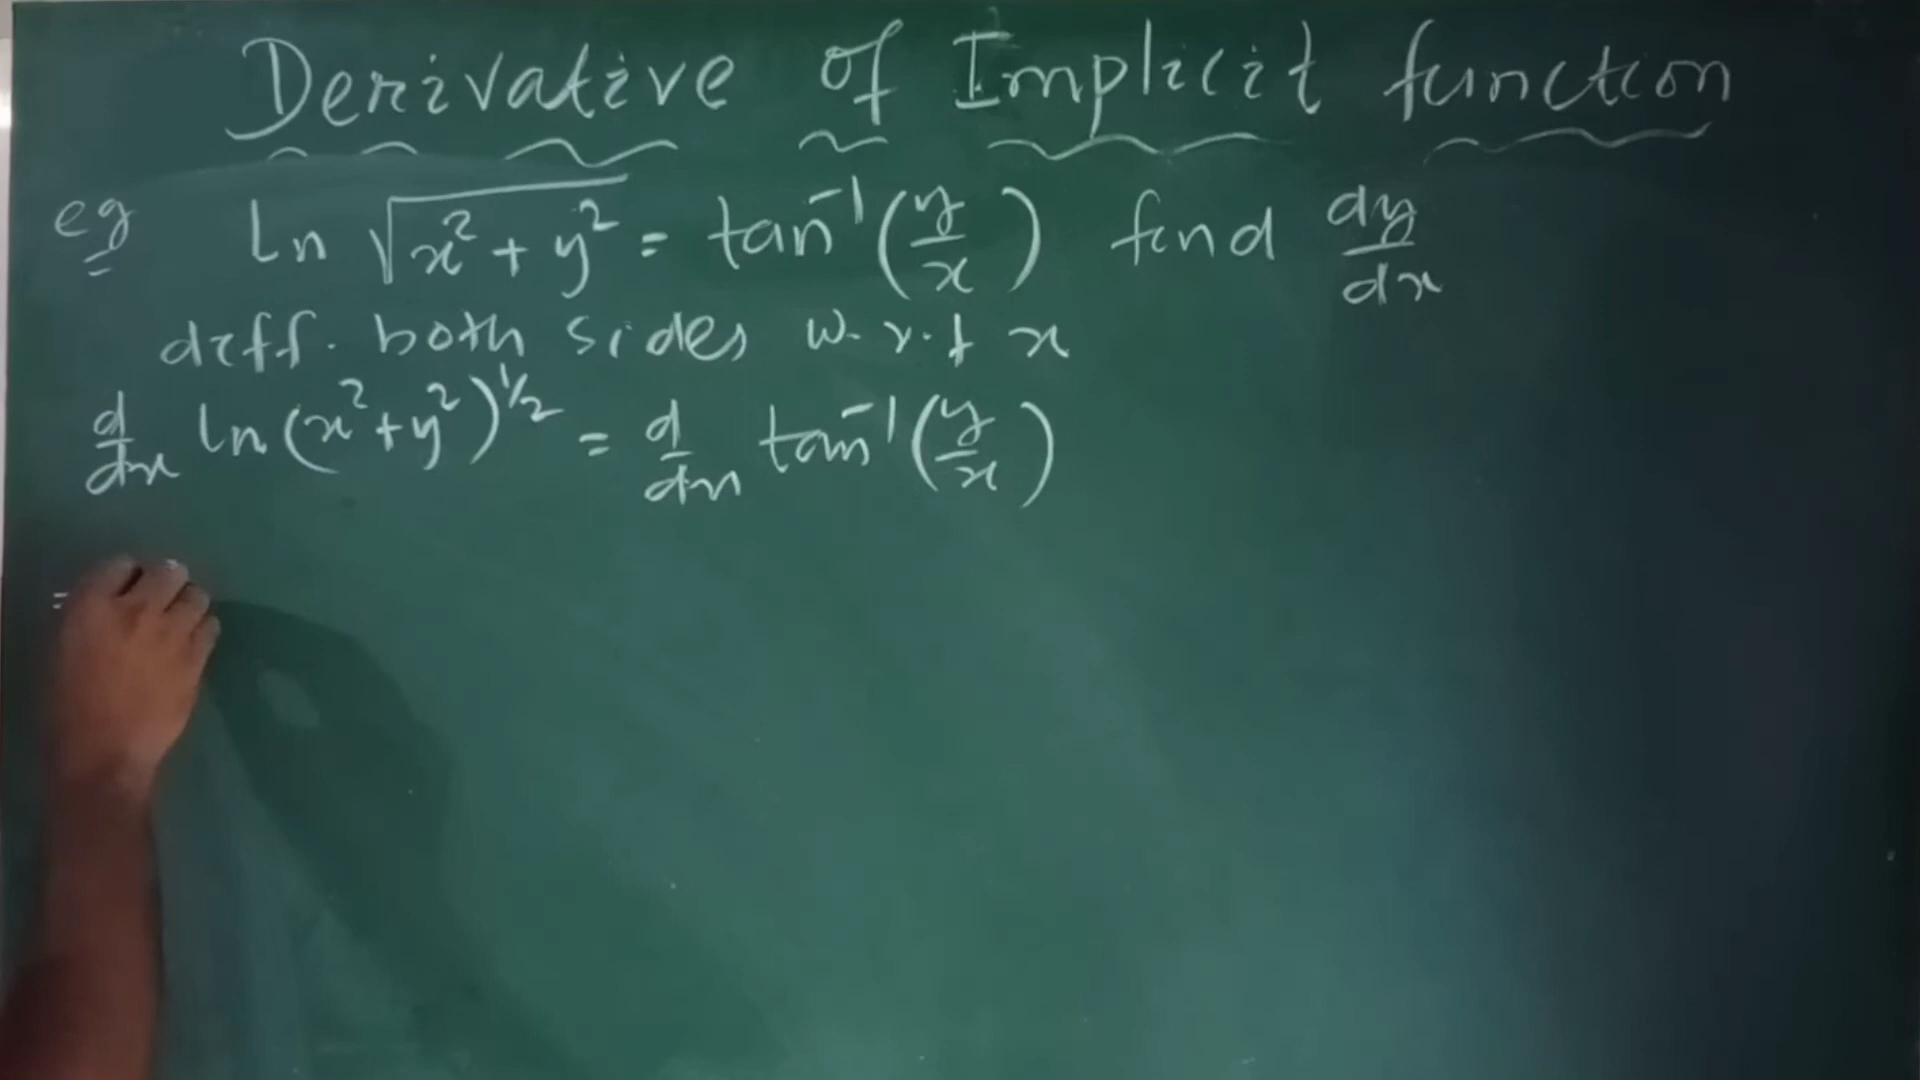 Derivative of Implicit function
eg ln √(x² + y²) = tan⁻¹(y/x) find dy/dx
diff. both sides w.r.t x
d/dx ln(x²+y²)^1/2 = d/dx tan⁻¹(y/x)
=